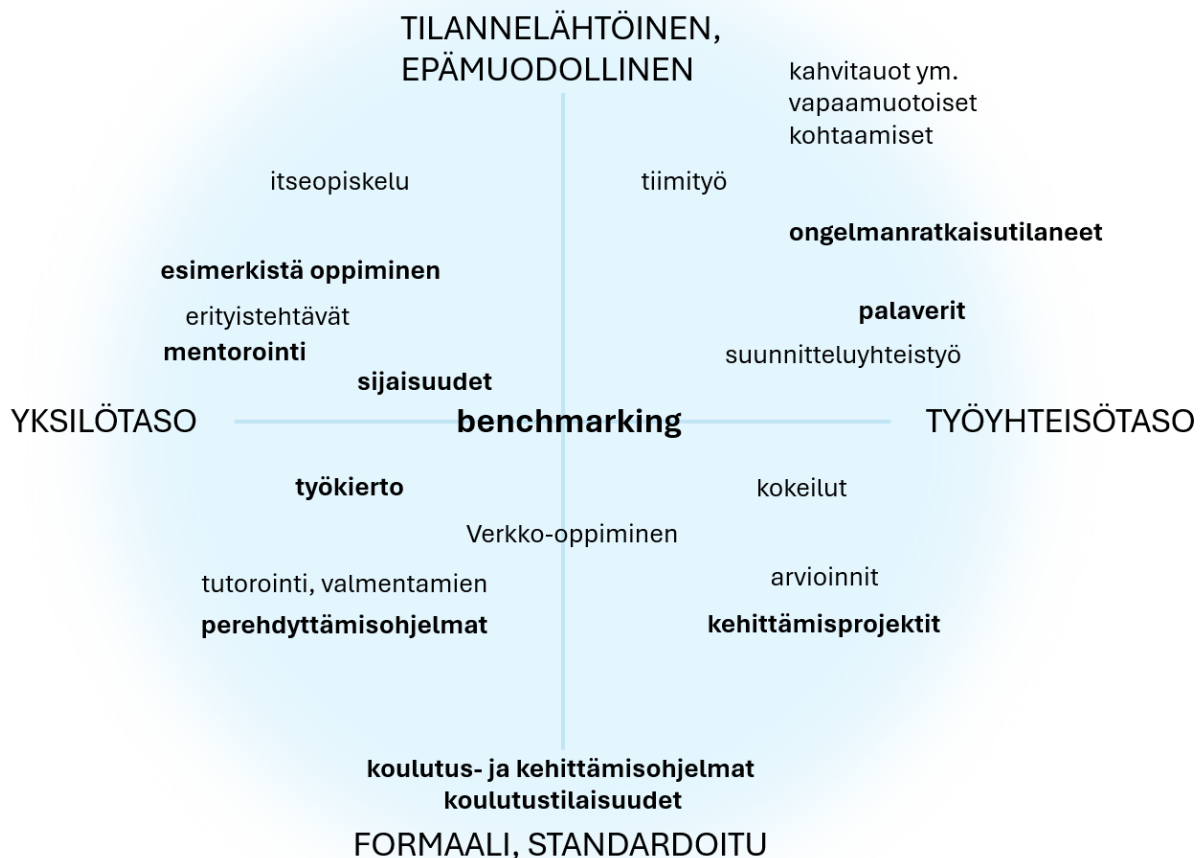 TILANNELÄHTÖINEN,
EPÄMUODOLLINEN
kahvitauot ym.
vapaamuotoiset
kohtaamiset
itseopiskelu
tiimityö
ongelmanratkaisutilaneet
esimerkistä oppiminen
erityistehtävät
palaverit
mentorointi
suunnitteluyhteistyö
sijaisuudet
YKSILÖTASO
benchmarking
TYÖYHTEISÖTASO
työkierto
kokeilut
Verkko-oppiminen
tutorointi, valmentamien
arvioinnit
perehdyttämisohjelmat
kehittämisprojektit
koulutus- ja kehittämisohjelmat
koulutustilaisuudet
FORMAALI, STANDARDOITU